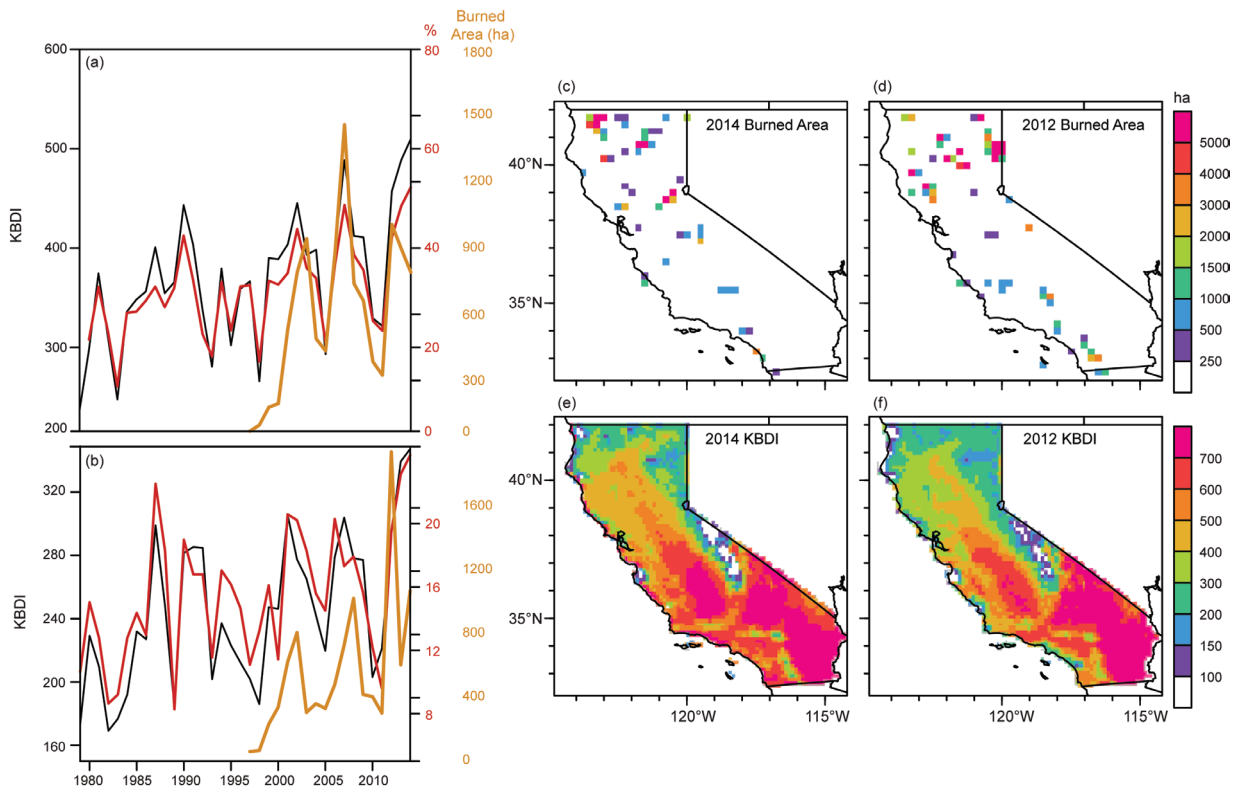 Burned
Area (ha)
%
600
80
1800
(a)
500
60
1500
1200
KBDI
400
40
900
600
300
20
300
200
0
0
(b)
320
20
1600
280
16
1200
KBDI
240
12
800
200
8
400
160
0
1980
1985
1990
1995
2000
2005
2010
(c)
2014 Burned Area
40°N
35°N
120°W
115°W
(d)
2012 Burned Area
ha
5000
4000
3000
2000
1500
1000
500
250
(e)
2014 KBDI
40°N
35°N
120°W
115°W
(f)
2012 KBDI
700
600
500
400
300
200
150
100
120°W
115°W